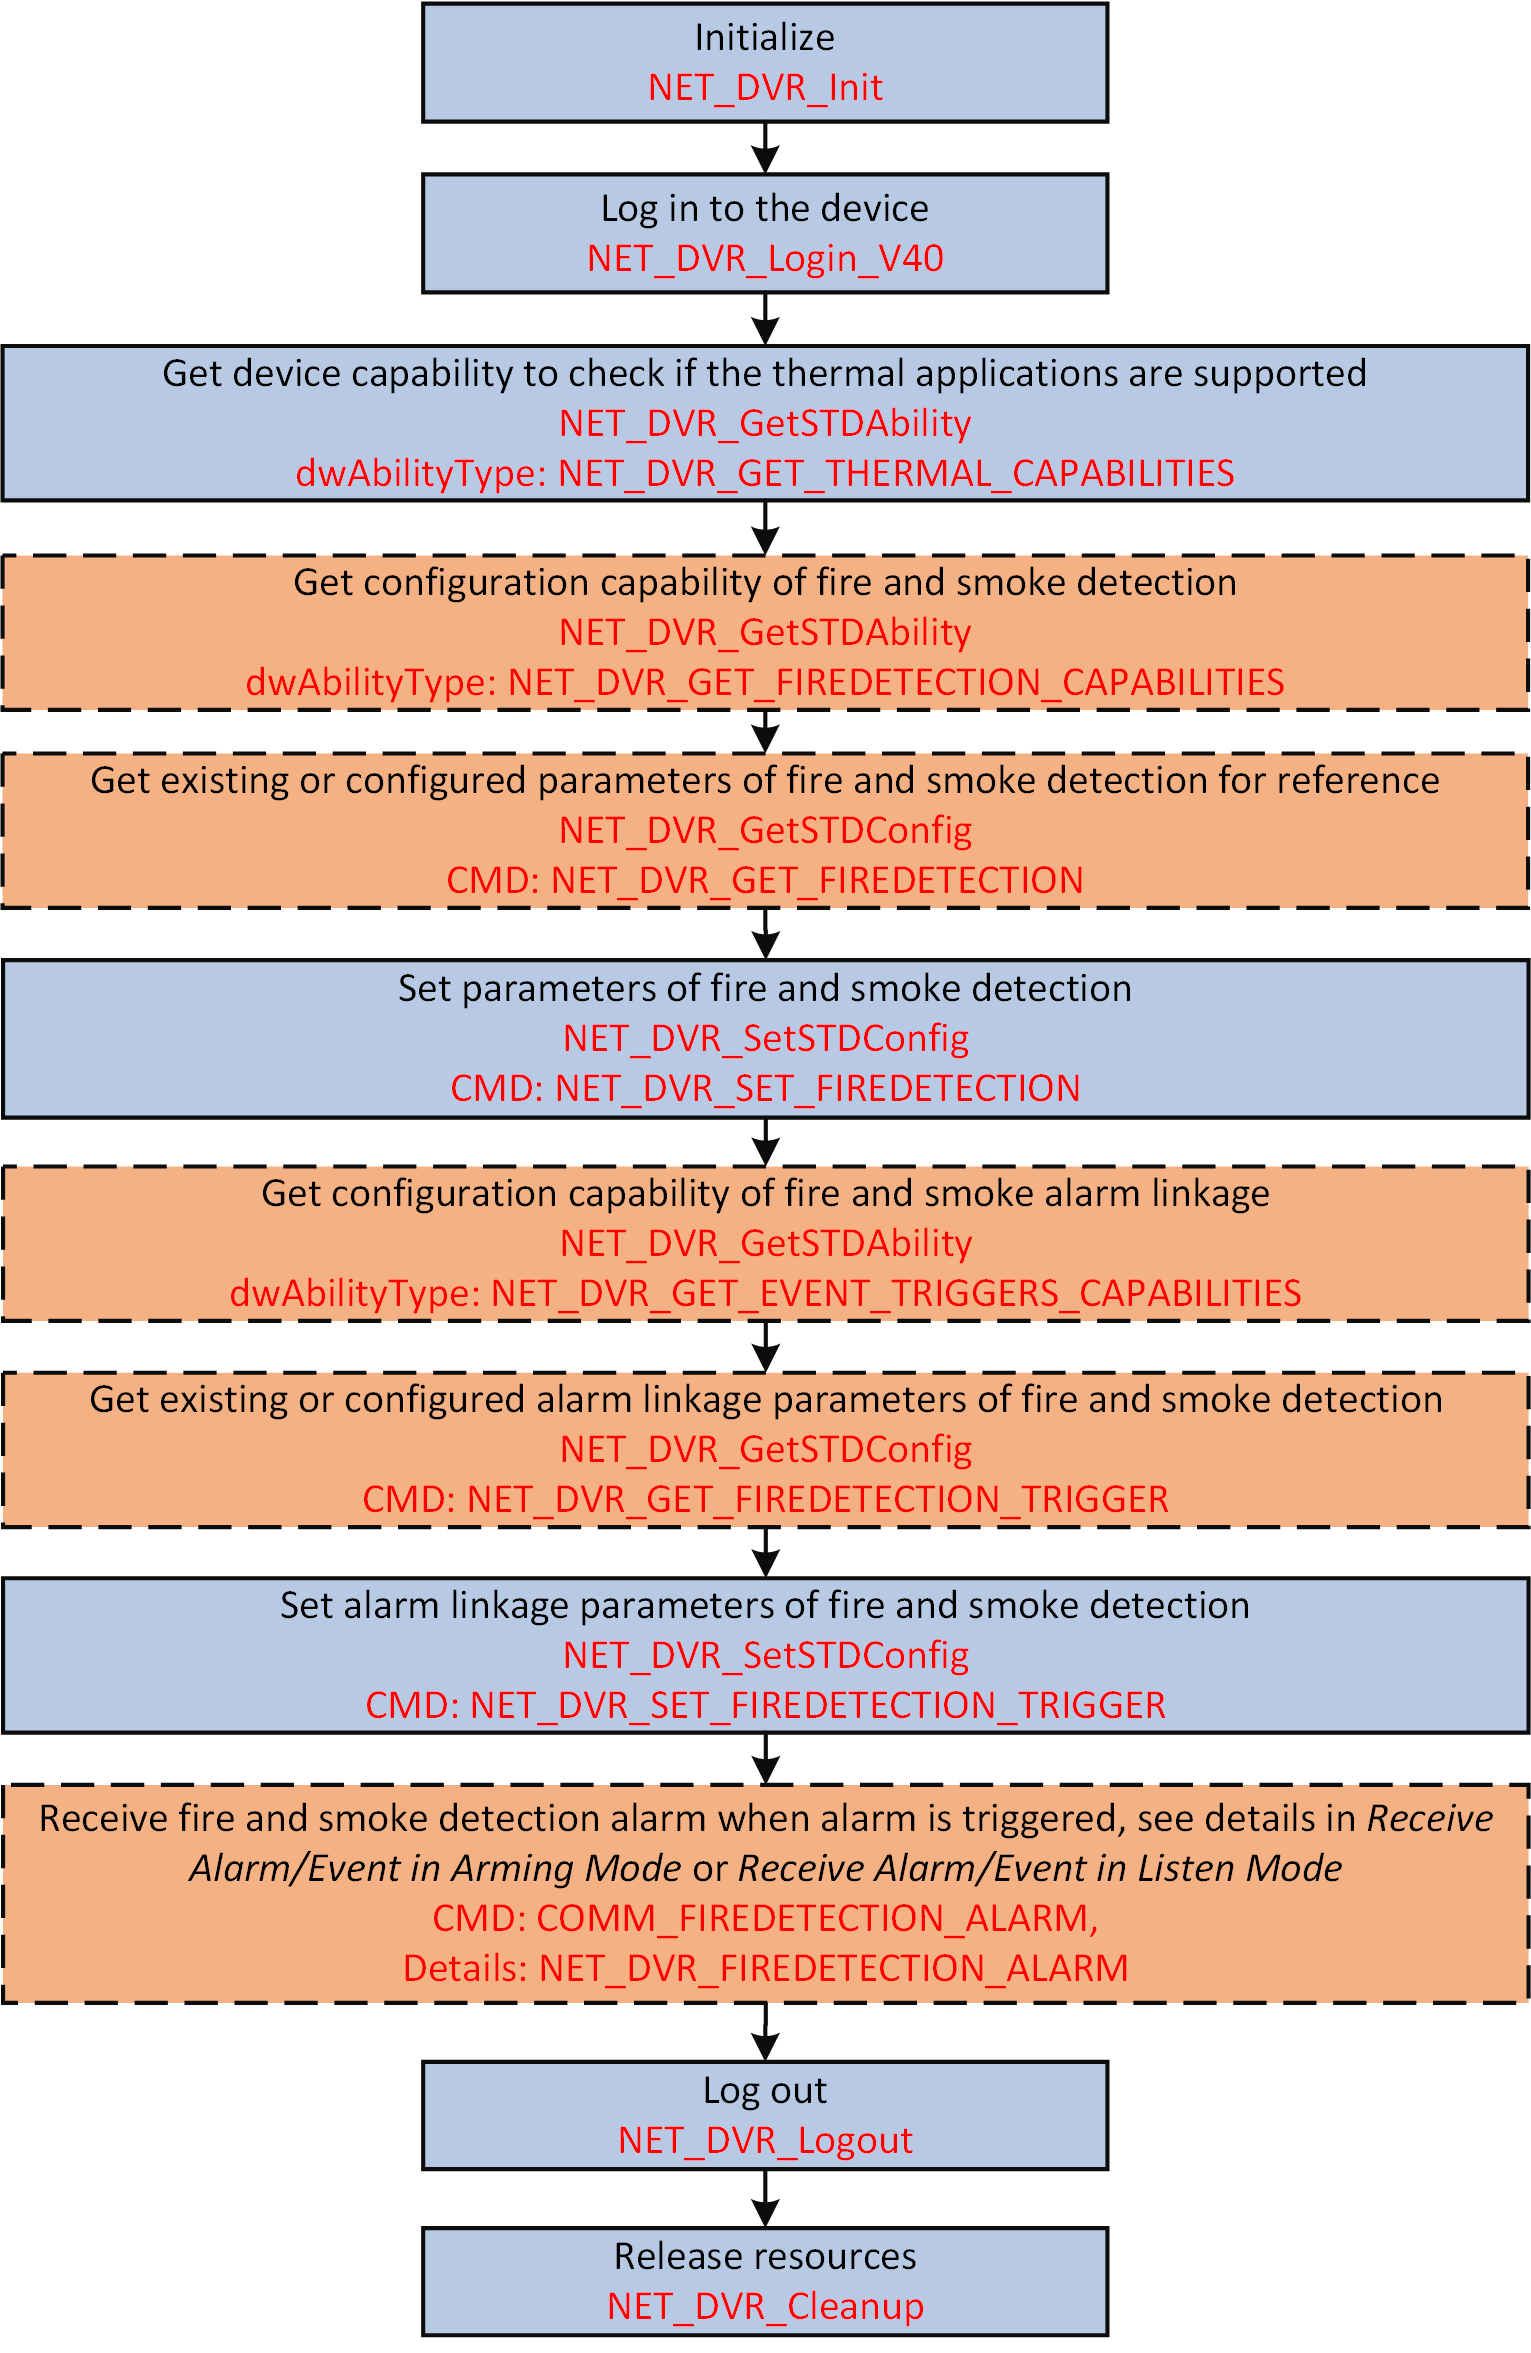 Initialize
NET_DVR_Init
Log in to the device
NET_DVR_Login_V40
Get device capability to check if the thermal applications are supported
NET_DVR_GetSTDAbility
dwAbilityType: NET_DVR_GET_THERMAL_CAPABILITIES
Get configuration capability of fire and smoke detection
NET_DVR_GetSTDAbility
dwAbilityType: NET_DVR_GET_FIREDETECTION_CAPABILITIES
Get existing or configured parameters of fire and smoke detection for reference
NET_DVR_GetSTDConfig
CMD: NET_DVR_GET_FIREDETECTION
Set parameters of fire and smoke detection
NET_DVR_SetSTDConfig
CMD: NET_DVR_SET_FIREDETECTION
Get configuration capability of fire and smoke alarm linkage
NET_DVR_GetSTDAbility
dwAbilityType: NET_DVR_GET_EVENT_TRIGGERS_CAPABILITIES
Get existing or configured alarm linkage parameters of fire and smoke detection
NET_DVR_GetSTDConfig
CMD: NET_DVR_GET_FIREDETECTION_TRIGGER
Set alarm linkage parameters of fire and smoke detection
NET_DVR_SetSTDConfig
CMD: NET_DVR_SET_FIREDETECTION_TRIGGER
Receive fire and smoke detection alarm when alarm is triggered, see details in Receive
Alarm/Event in Arming Mode or Receive Alarm/Event in Listen Mode
CMD: COMM_FIREDETECTION_ALARM,
Details: NET_DVR_FIREDETECTION_ALARM
Log out
NET_DVR_Logout
Release resources
NET_DVR_Cleanup